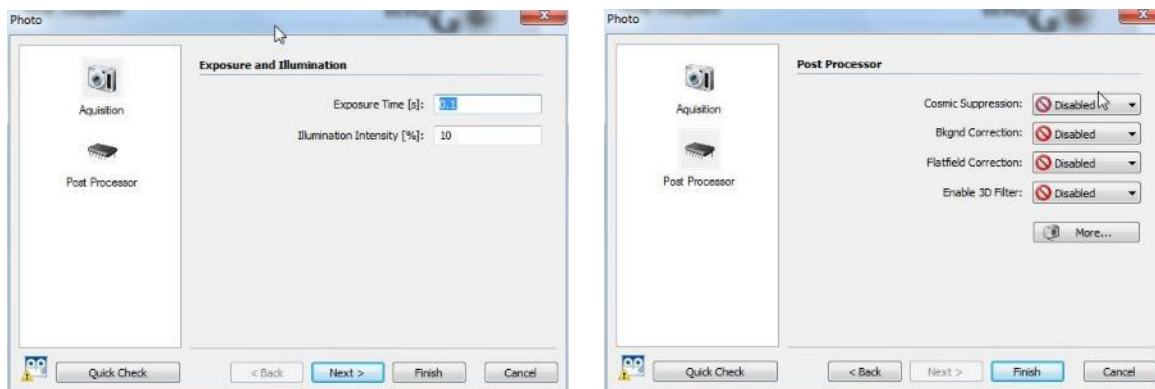 Photo
Exposure and Illumination
Aquisition
Exposure Time [s]: 0.1
Illumination Intensity [%]: 10
Post Processor
Quick Check
< Back
Next >
Finish
Cancel
Photo
Post Processor
Aquisition
Cosmic Suppression: Disabled
Bkgnd Correction: Disabled
Post Processor
Flatfield Correction: Disabled
Enable 3D Filter: Disabled
More...
Quick Check
< Back
Next >
Finish
Cancel